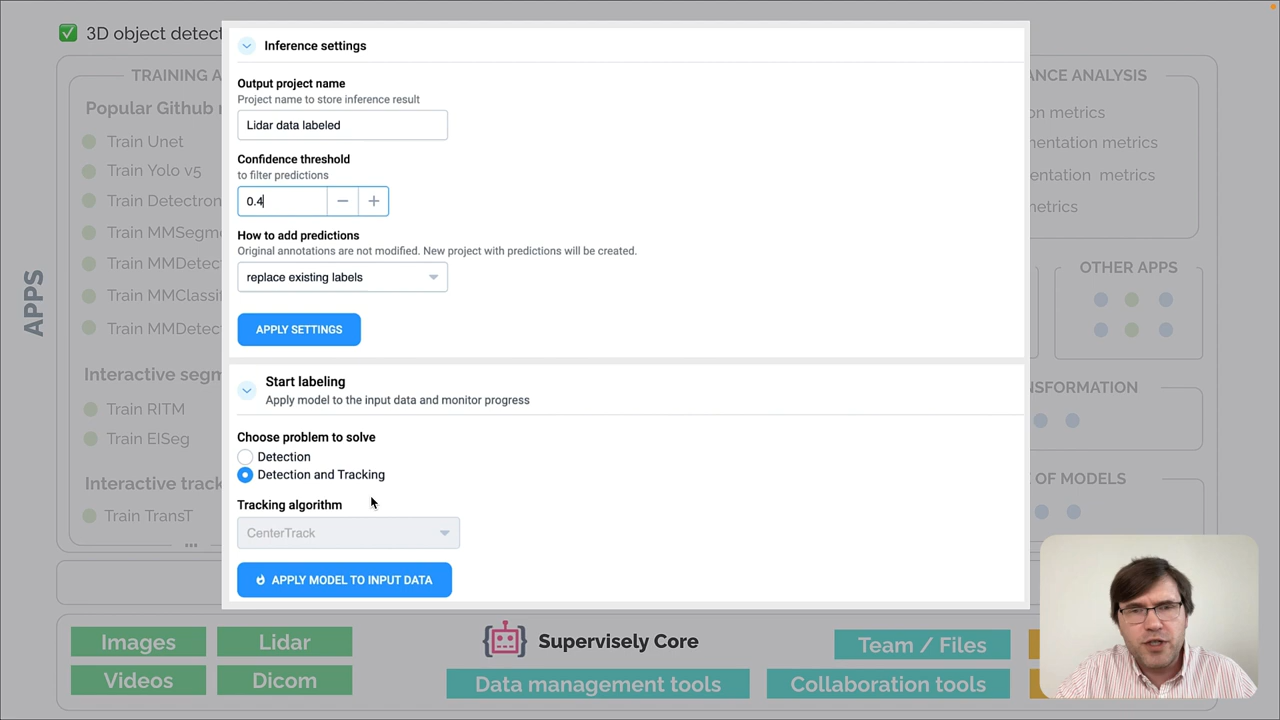 ✅ 3D object detec
TRAINING A
Popular Github
Train Unet
Train Yolo v5
Train Detectron
Train MMSegm
Train MMDetec
Train MMClassif
Train MMDetec
Interactive seg
Train RITM
Train EISeg
Interactive track
Train TransT
...
APPS
Inference settings
Output project name
Project name to store inference result
Lidar data labeled
Confidence threshold
to filter predictions
0.4
How to add predictions
Original annotations are not modified. New project with predictions will be created.
replace existing labels
APPLY SETTINGS
Start labeling
Apply model to the input data and monitor progress
Choose problem to solve
Detection
Detection and Tracking
Tracking algorithm
CenterTrack
APPLY MODEL TO INPUT DATA
ANCE ANALYSIS
on metrics
mentation metrics
entation metrics
metrics
OTHER APPS
NSFORMATION
OF MODELS
Images
Lidar
Videos
Dicom
Supervisely Core
Data management tools
Team / Files
Collaboration tools